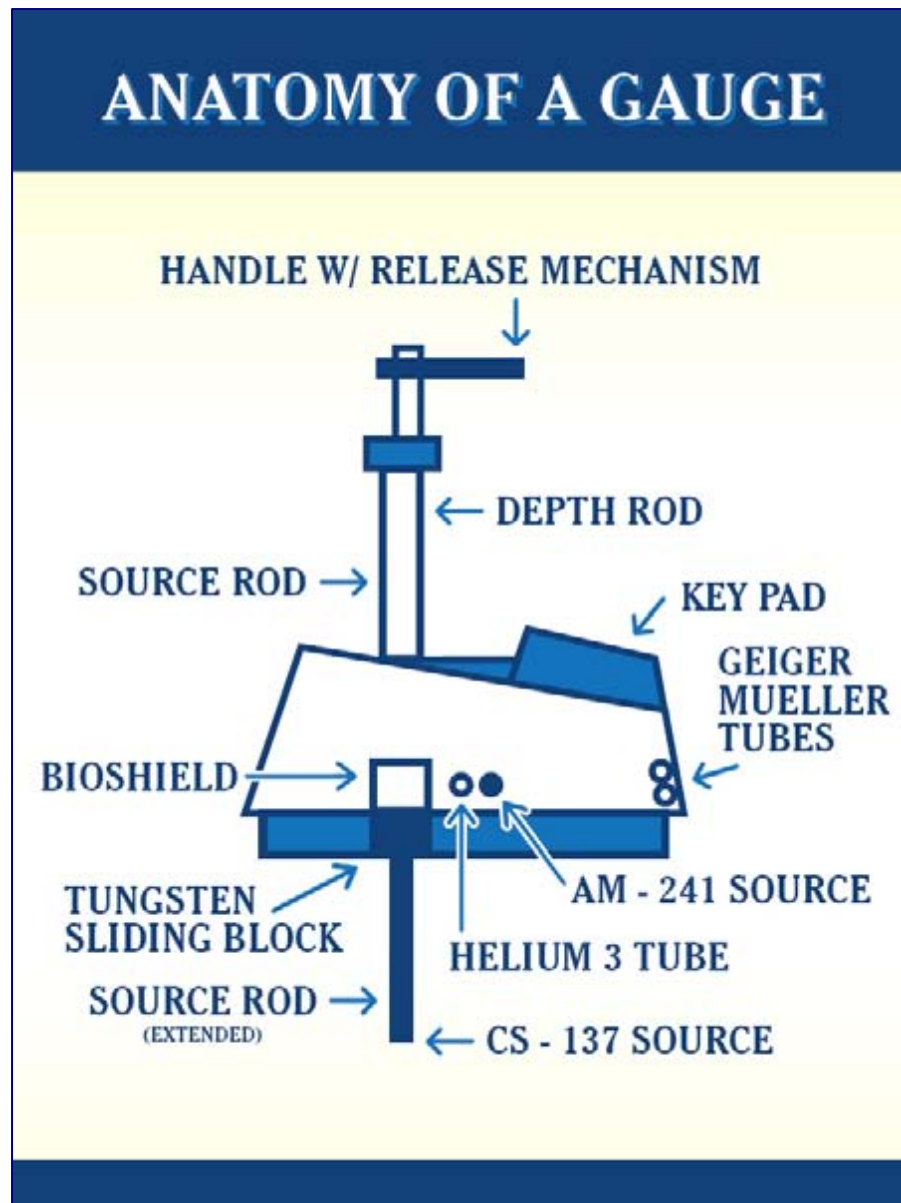 ANATOMY OF A GAUGE
HANDLE W/ RELEASE MECHANISM
DEPTH ROD
SOURCE ROD
KEY PAD
GEIGER
MUELLER
TUBES
BIOSHIELD
AM - 241 SOURCE
TUNGSTEN
SLIDING BLOCK
HELIUM 3 TUBE
SOURCE ROD
(EXTENDED)
CS - 137 SOURCE